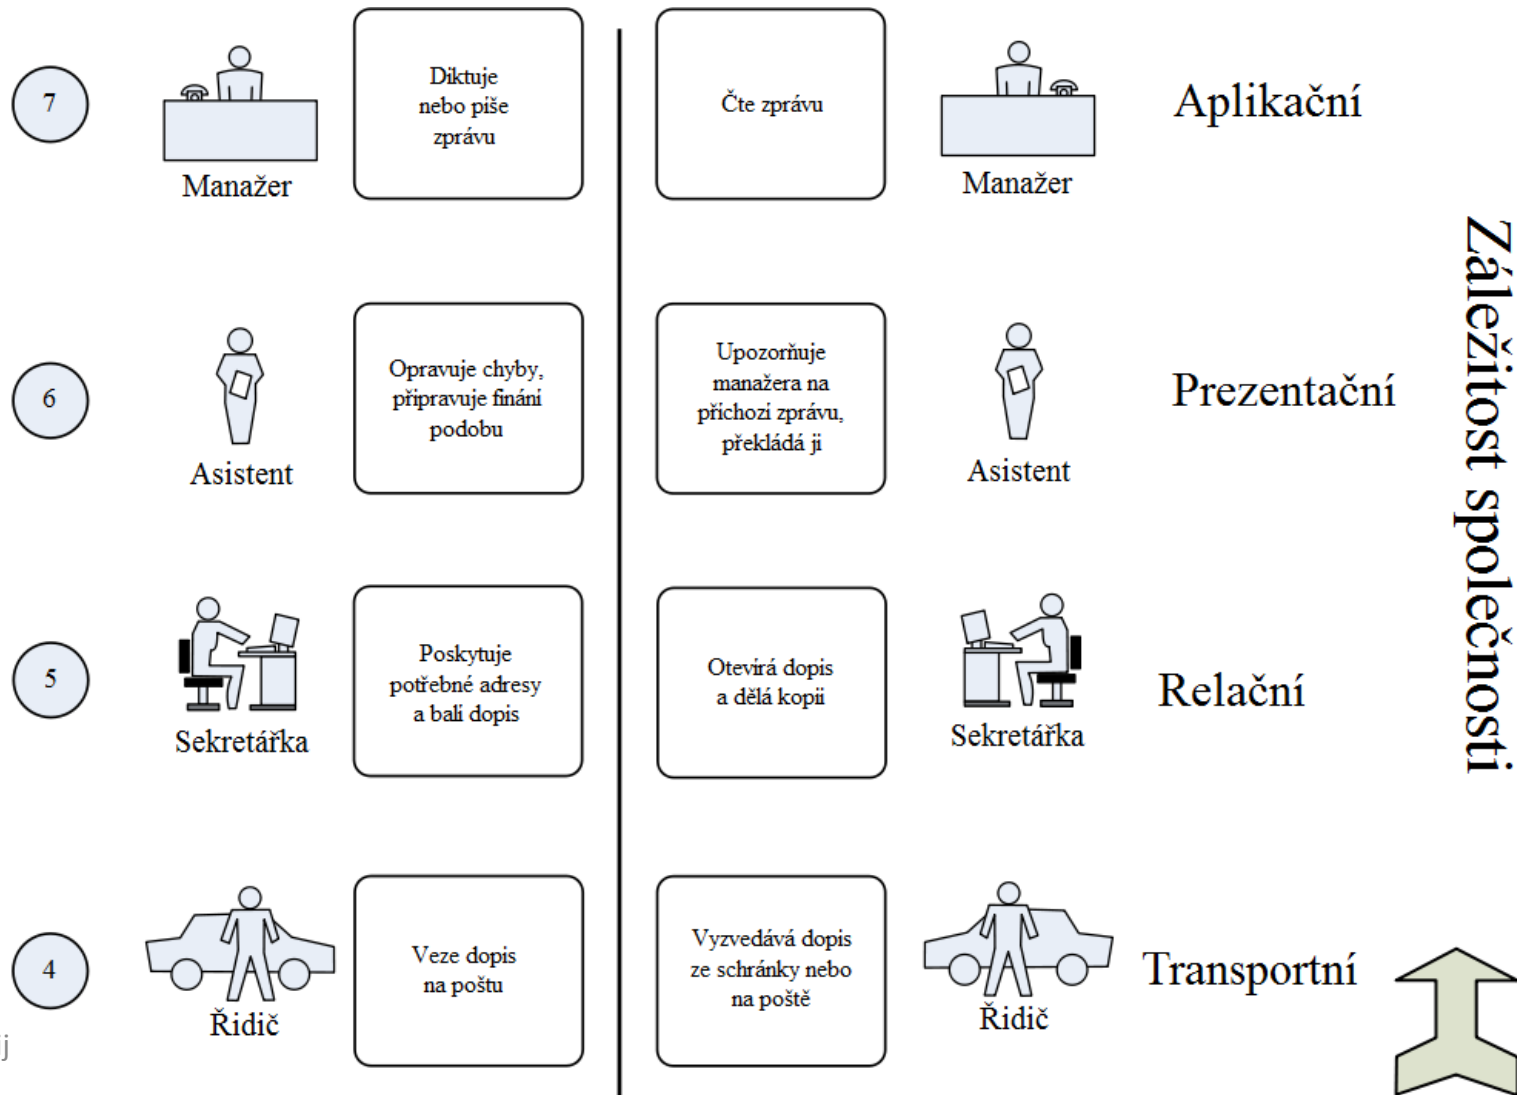 7
Manažer
Diktuje
nebo píše
zprávu
Čte zprávu
Manažer
Aplikační
6
Asistent
Opravuje chyby,
připravuje finání
podobu
Upozorňuje
manažera na
příchozí zprávu,
překládá ji
Asistent
Prezentační
5
Sekretářka
Poskytuje
potřebné adresy
a balí dopis
Otevírá dopis
a dělá kopii
Sekretářka
Relační
4
Řidič
Veze dopis
na poštu
Vyzvedává dopis
ze schránky nebo
na poště
Řidič
Transportní
Záležitost společnosti
ij